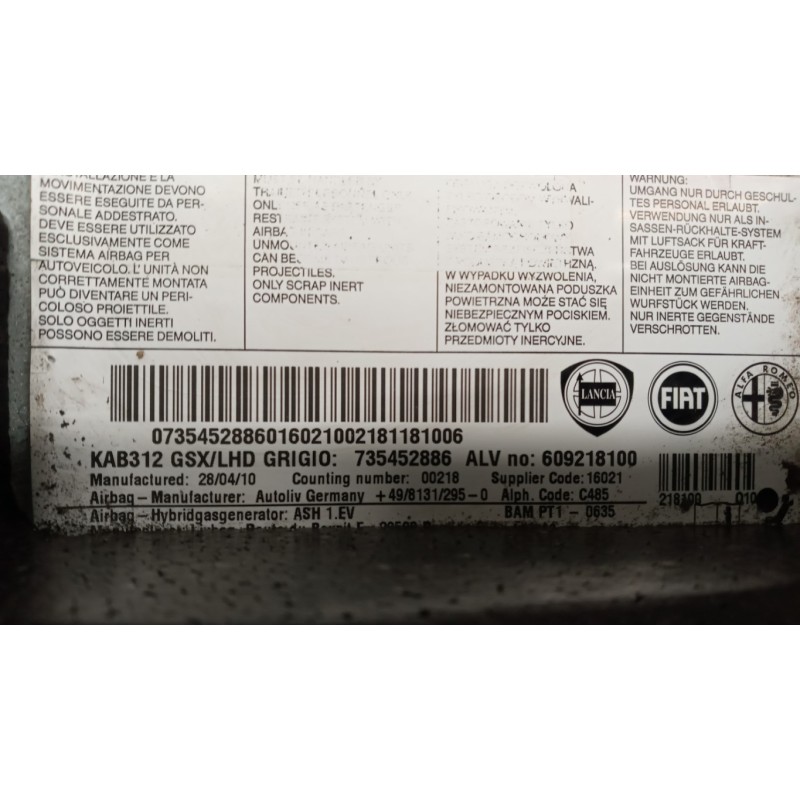 MOVIMENTAZIONE DEVONO
ESSERE ESEGUITE DA PER-
SONALE ADDESTRATO.
DEVE ESSERE UTILIZZATO
ESCLUSIVAMENTE COME
SISTEMA AIRBAG PER
AUTOVEICOLO. L'UNITÀ NON
CORRETTAMENTE MONTATA
PUÒ DIVENTARE UN PERI-
COLOSO PROIETTILE.
SOLO OGGETTI INERTI
POSSONO ESSERE DEMOLITI.
ONL
REST
AIRBA
UNMO
CAN BE
PROJECTILES.
ONLY SCRAP INERT
COMPONENTS.
W WYPADKU WYZWOLENIA,
NIEZAMONTOWANA PODUSZKA
POWIETRZNA MOŻE STAĆ SIĘ
NIEBEZPIECZNYM POCISKIEM.
ZŁOMOWAĆ TYLKO
PRZEDMIOTY INERCYJNE.
WARNUNG:
UMGANG NUR DURCH GESCHUL-
TES PERSONAL ERLAUBT.
VERWENDUNG NUR ALS IN-
SASSEN-RÜCKHALTE-SYSTEM
MIT LUFTSACK FÜR KRAFT-
FAHRZEUGE ERLAUBT.
BEI AUSLÖSUNG KANN DIE
NICHT MONTIERTE AIRBAG-
EINHEIT ZUM GEFÄHRLICHEN
WURFSTÜCK WERDEN.
NUR INERTE GEGENSTÄNDE
VERSCHROTTEN.
LANCIA
FIAT
ALFA ROMEO
0735452886016021002181181006
KAB312 GSX/LHD GRIGIO: 735452886 ALV no: 609218100
Manufactured: 28/04/10 Counting number: 00218 Supplier Code: 16021
Airbag - Manufacturer: Autoliv Germany +49/8131/295-0 Alph. Code: C485
Airbag - Hybridgasgenerator: ASH 1.EV BAM PT1 - 0635
218100 010